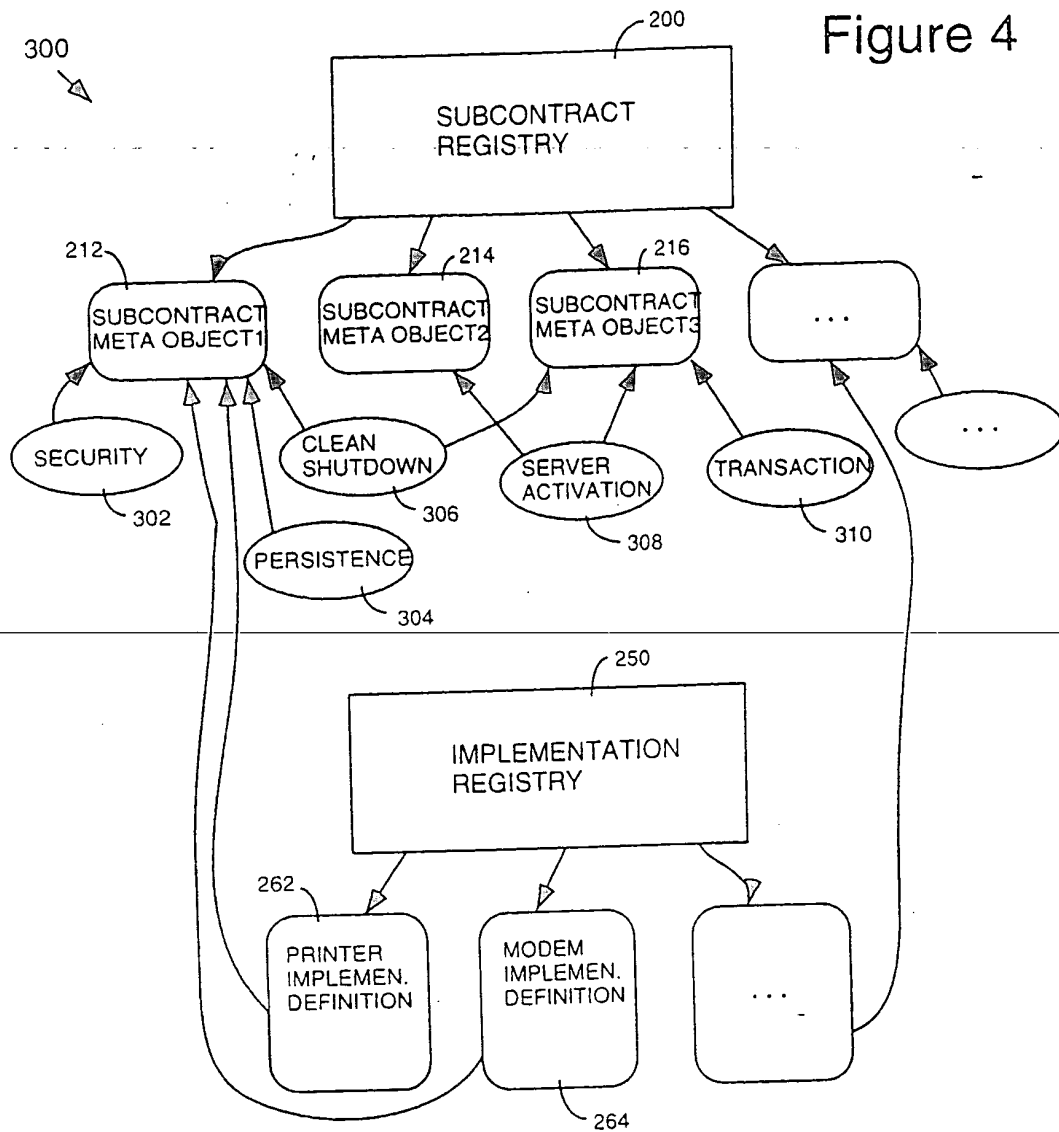 Figure 4
300
200
SUBCONTRACT
REGISTRY
212
214
216
SUBCONTRACT
META OBJECT1
SUBCONTRACT
META OBJECT2
SUBCONTRACT
META OBJECT3
...
SECURITY
302
CLEAN
SHUTDOWN
306
SERVER
ACTIVATION
308
TRANSACTION
310
...
PERSISTENCE
304
250
IMPLEMENTATION
REGISTRY
262
PRINTER
IMPLEMEN.
DEFINITION
MODEM
IMPLEMEN.
DEFINITION
...
264